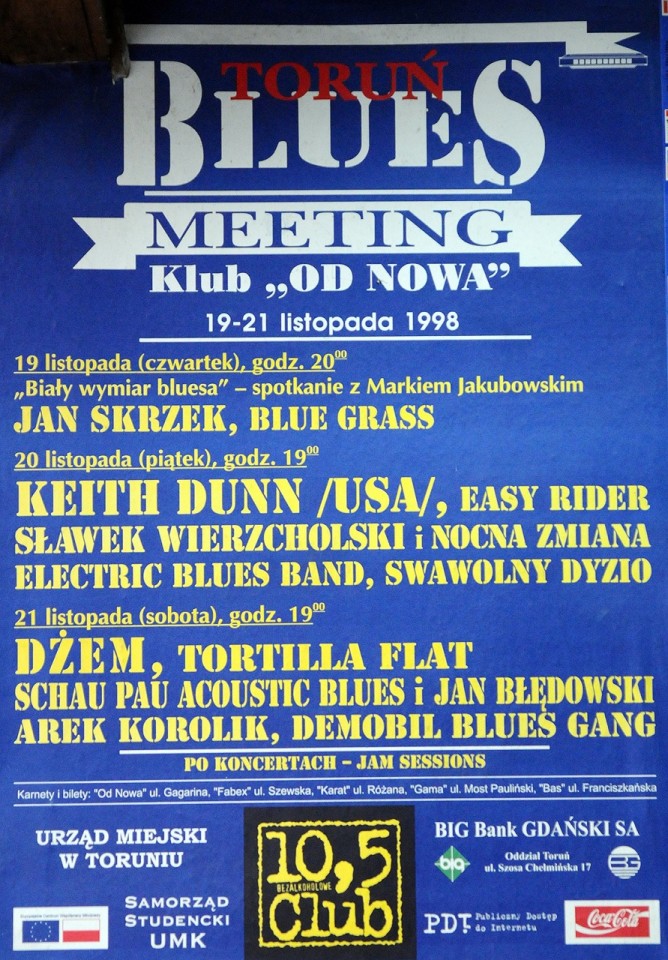 TORUŃ
BLUES
MEETING
Klub „OD NOWA”
19-21 listopada 1998
19 listopada (czwartek), godz. 20⁰⁰
„Biały wymiar bluesa” – spotkanie z Markiem Jakubowskim
JAN SKRZEK, BLUE GRASS
20 listopada (piątek), godz. 19⁰⁰
KEITH DUNN /USA/, EASY RIDER
SŁAWEK WIERZCHOLSKI i NOCNA ZMIANA
ELECTRIC BLUES BAND, SWAWOLNY DYZIO
21 listopada (sobota), godz. 19⁰⁰
DŻEM, TORTILLA FLAT
SCHAU PAU ACOUSTIC BLUES i JAN BŁĘDOWSKI
AREK KOROLIK, DEMOBIL BLUES GANG
PO KONCERTACH – JAM SESSIONS
Karnety i bilety: "Od Nowa" ul. Gagarina, "Fabex" ul. Szewska, "Karat" ul. Różana, "Gama" ul. Most Pauliński, "Bas" ul. Franciszkańska
URZĄD MIEJSKI
W TORUNIU
SAMORZĄD
STUDENCKI
UMK
10,5
BEZALKOHOLOWE
Club
BIG Bank GDAŃSKI SA
big
Oddział Toruń
ul. Szosa Chełmińska 17
BG
PDI
Publiczny Dostęp
do Internetu
Coca-Cola